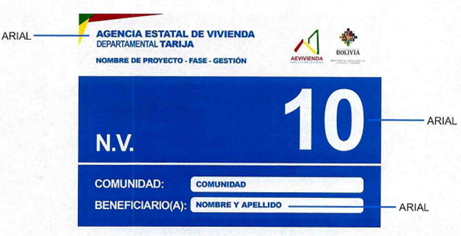 AGENCIA ESTATAL DE VIVIENDA
ARIAL
DEPARTAMENTAL TARIJA
NOMBRE DE PROYECTO - FASE - GESTIÓN
AEVIVIENDA
BOLIVIA
10
ARIAL
N.V.
COMUNIDAD: COMUNIDAD
BENEFICIARIO(A): NOMBRE Y APELLIDO
ARIAL